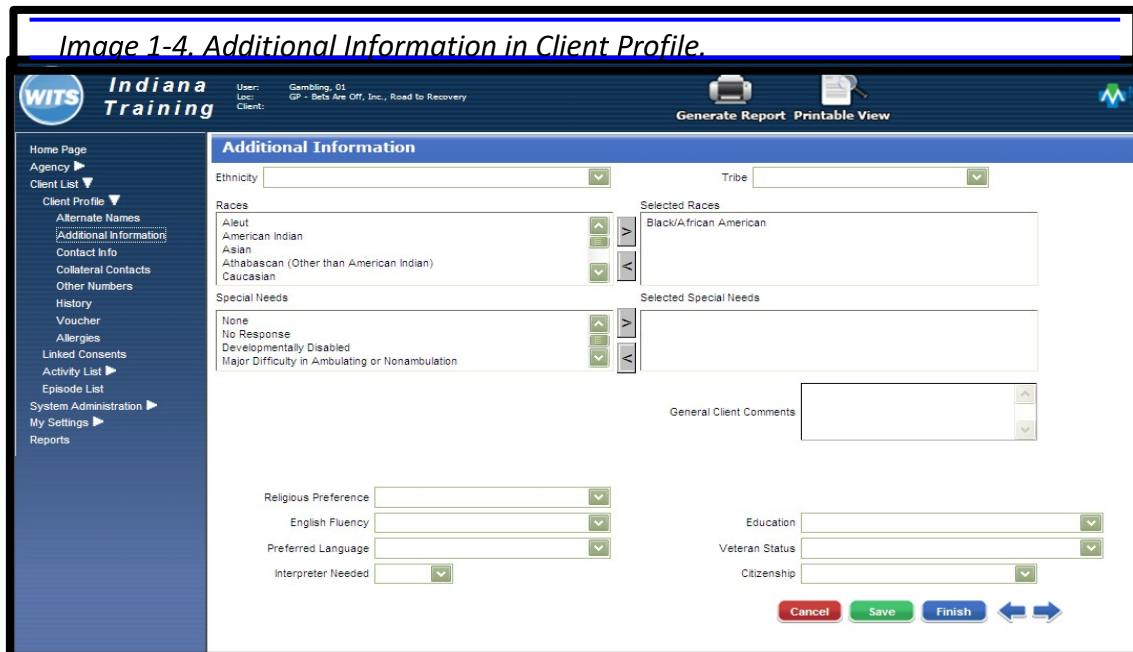 Image 1-4. Additional Information in Client Profile.
WITS
Indiana
Training
User: Gambling, 01
Loc: GP - Bets Are Off, Inc., Road to Recovery
Client:
Generate Report Printable View
Home Page
Agency
Client List
Client Profile
Alternate Names
Additional Information
Contact Info
Collateral Contacts
Other Numbers
History
Voucher
Allergies
Linked Consents
Activity List
Episode List
System Administration
My Settings
Reports
Additional Information
Ethnicity Tribe
Races Selected Races
Aleut Black/African American
American Indian
Asian
Athabascan (Other than American Indian)
Caucasian
> 
<
Special Needs Selected Special Needs
None
No Response
Developmentally Disabled
Major Difficulty in Ambulating or Nonambulation
>
<
General Client Comments
Religious Preference
English Fluency Education
Preferred Language Veteran Status
Interpreter Needed Citizenship
Cancel Save Finish